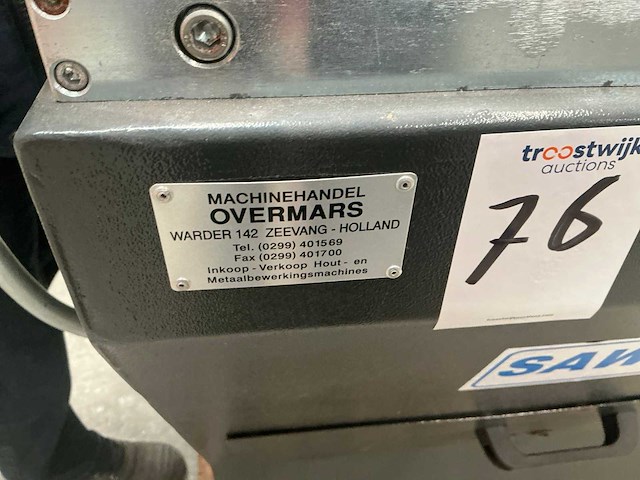 MACHINEHANDEL
OVERMARS
WARDER 142 ZEEVANG - HOLLAND
Tel. (0299) 401569
Fax (0299) 401700
Inkoop - Verkoop Hout - en
Metaalbewerkingsmachines
troostwijk
auctions
76
SAW